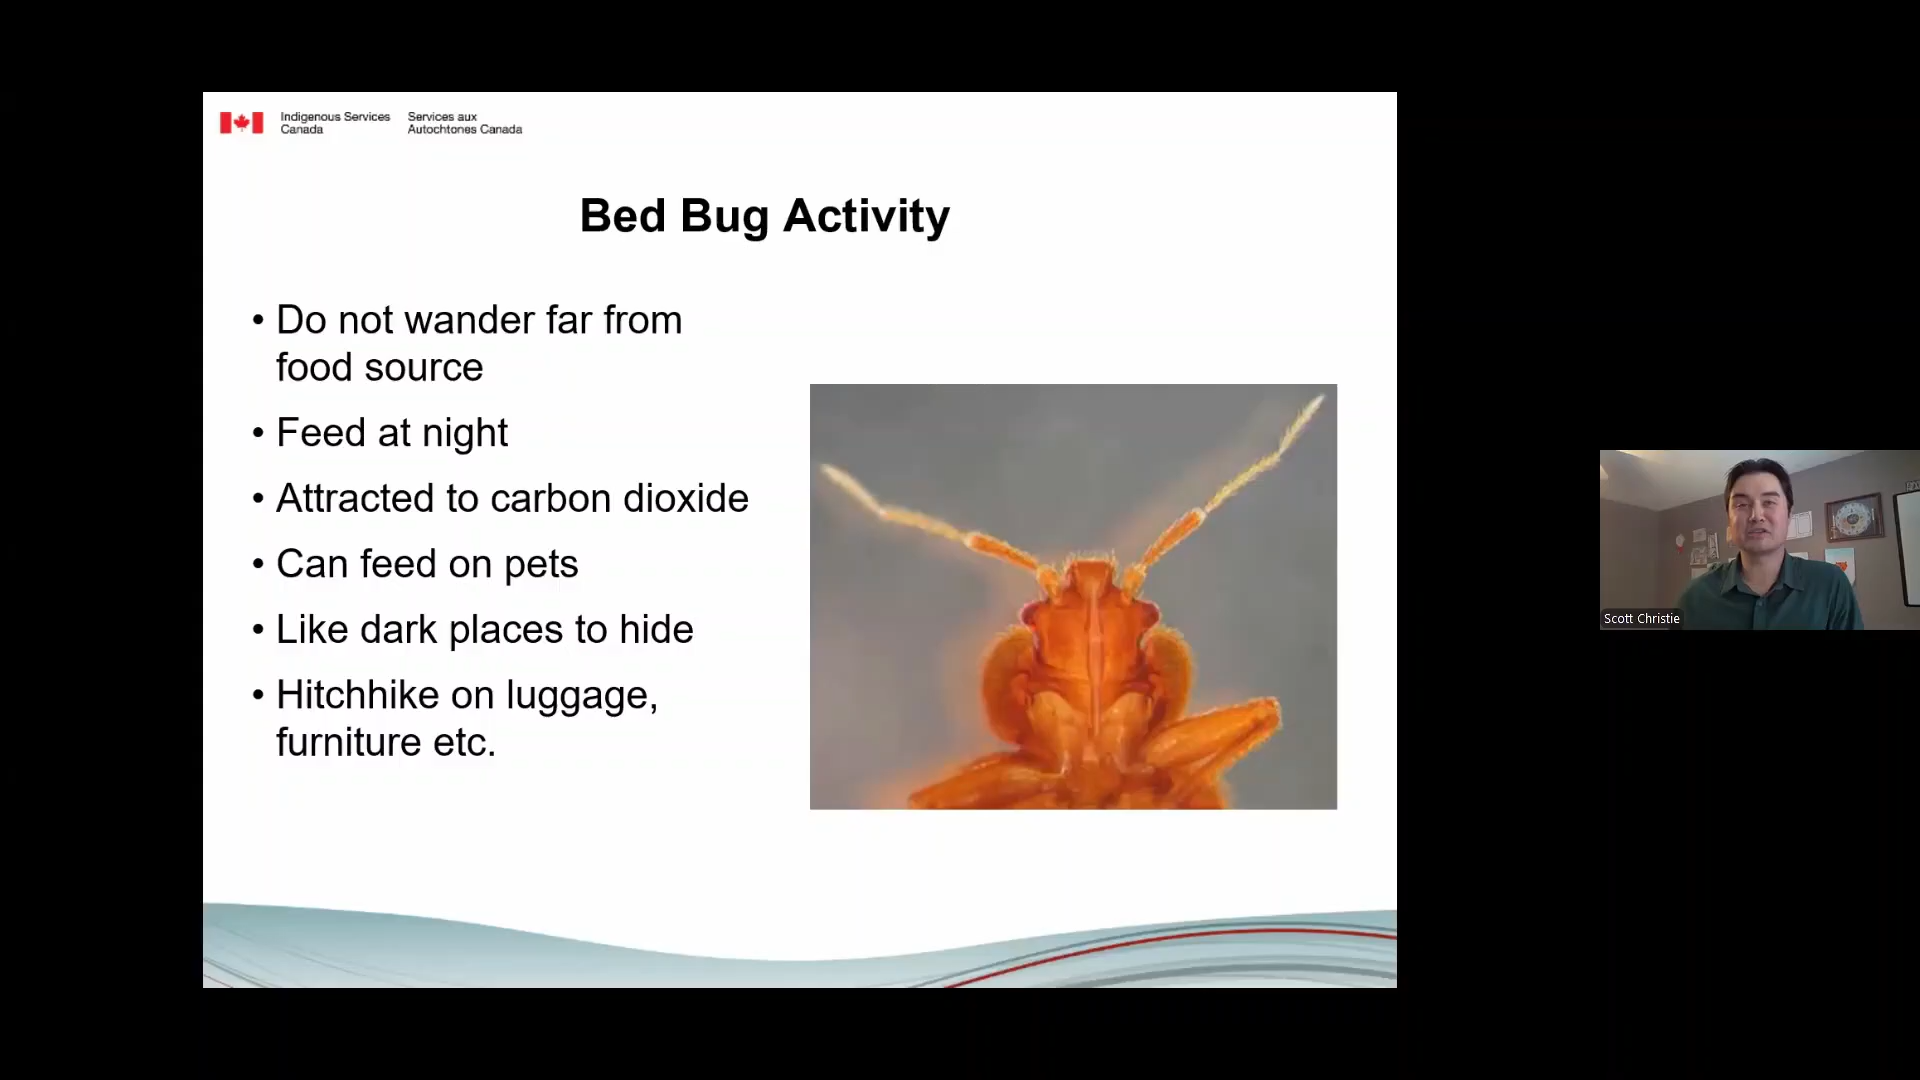 Indigenous Services Canada
Services aux Autochtones Canada
Bed Bug Activity
• Do not wander far from
food source
• Feed at night
• Attracted to carbon dioxide
• Can feed on pets
• Like dark places to hide
• Hitchhike on luggage,
furniture etc.
Scott Christie